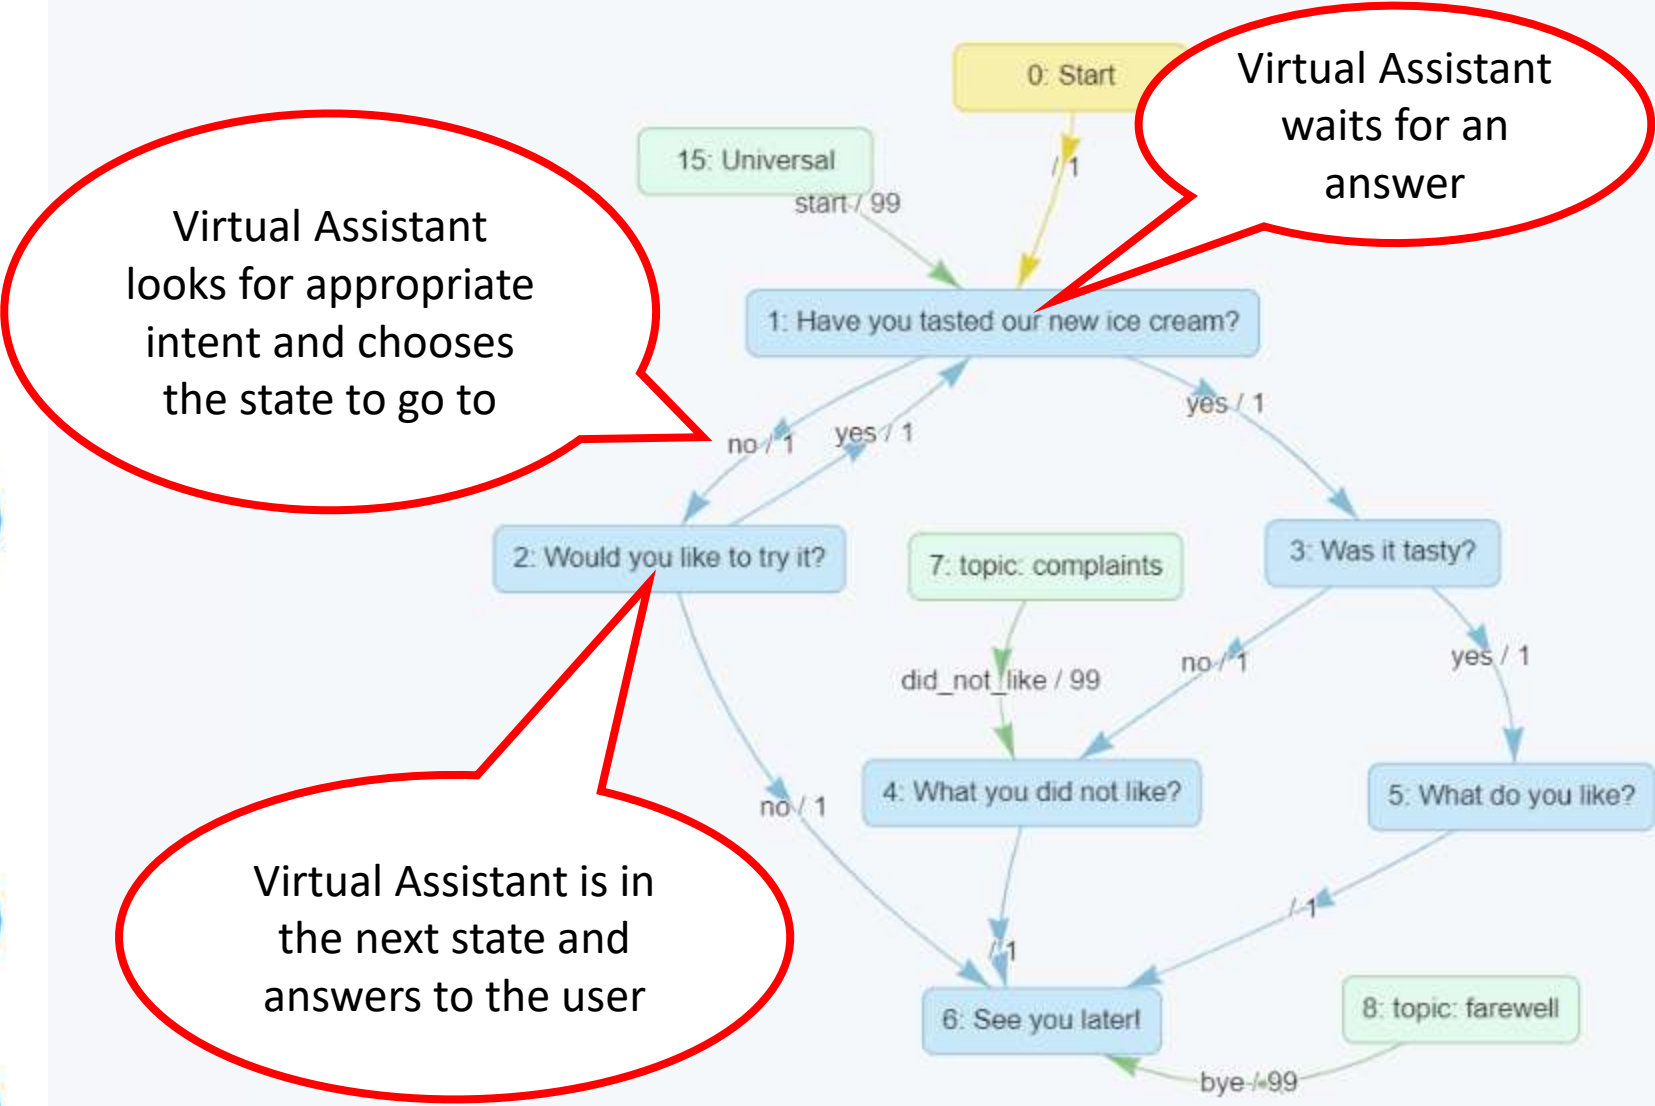 0: Start
Virtual Assistant
waits for an
answer
15: Universal
/ 1
start / 99
Virtual Assistant
looks for appropriate
intent and chooses
the state to go to
1: Have you tasted our new ice cream?
no / 1
yes / 1
yes / 1
2: Would you like to try it?
7: topic: complaints
3: Was it tasty?
did_not_like / 99
no / 1
yes / 1
no / 1
4: What you did not like?
5: What do you like?
Virtual Assistant is in
the next state and
answers to the user
/ 1
/ 1
6: See you later!
8: topic: farewell
bye / 99